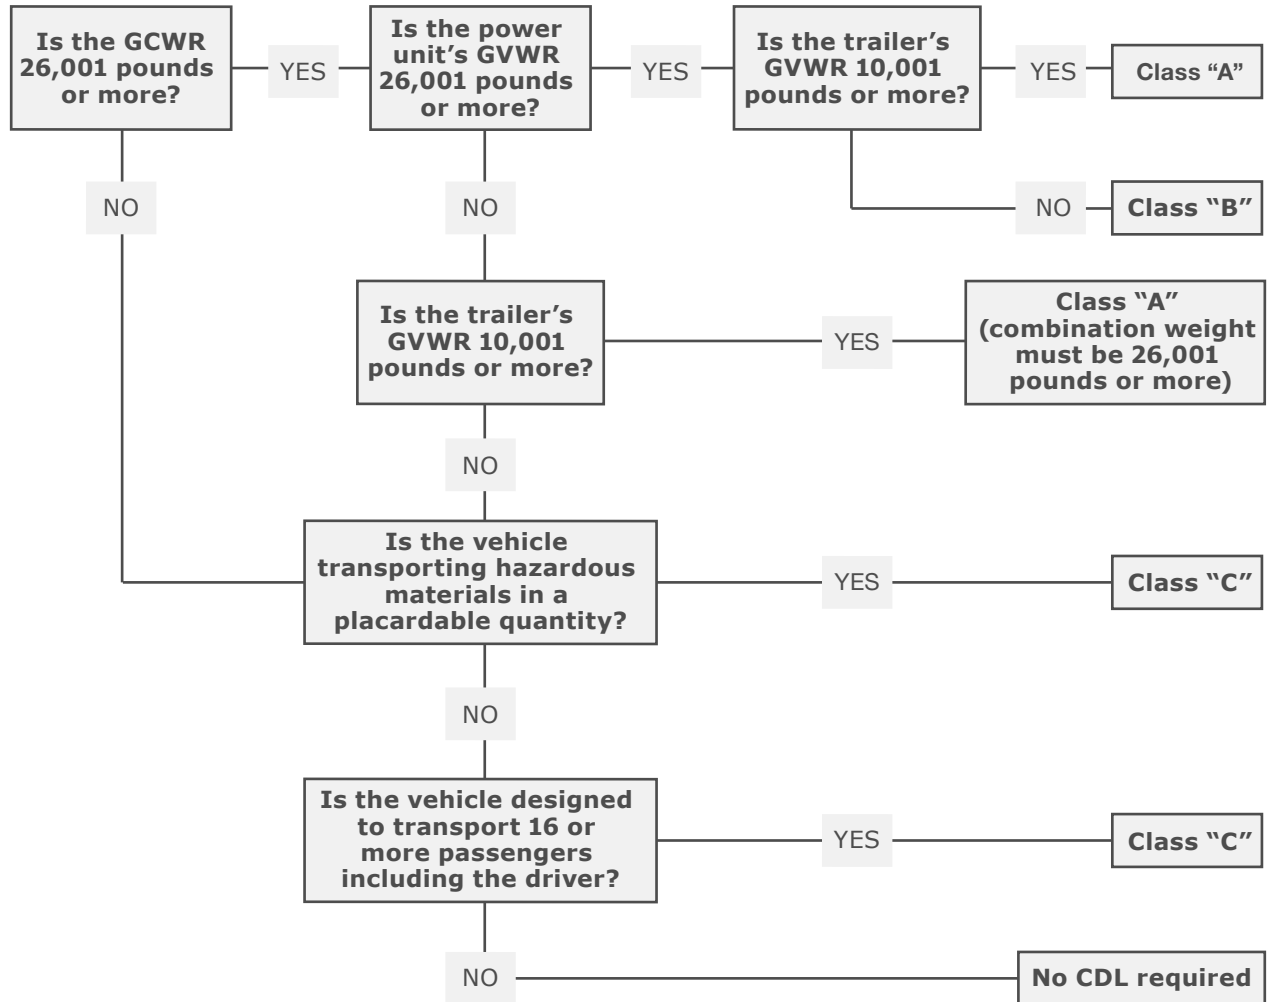 Is the GCWR
26,001 pounds
or more?
YES
Is the power
unit's GVWR
26,001 pounds
or more?
YES
Is the trailer's
GVWR 10,001
pounds or more?
YES
Class “A”
NO
NO
NO
Class “B”
Is the trailer's
GVWR 10,001
pounds or more?
YES
Class “A”
(combination weight
must be 26,001
pounds or more)
NO
Is the vehicle
transporting hazardous
materials in a
placardable quantity?
YES
Class “C”
NO
Is the vehicle designed
to transport 16 or
more passengers
including the driver?
YES
Class “C”
NO
No CDL required